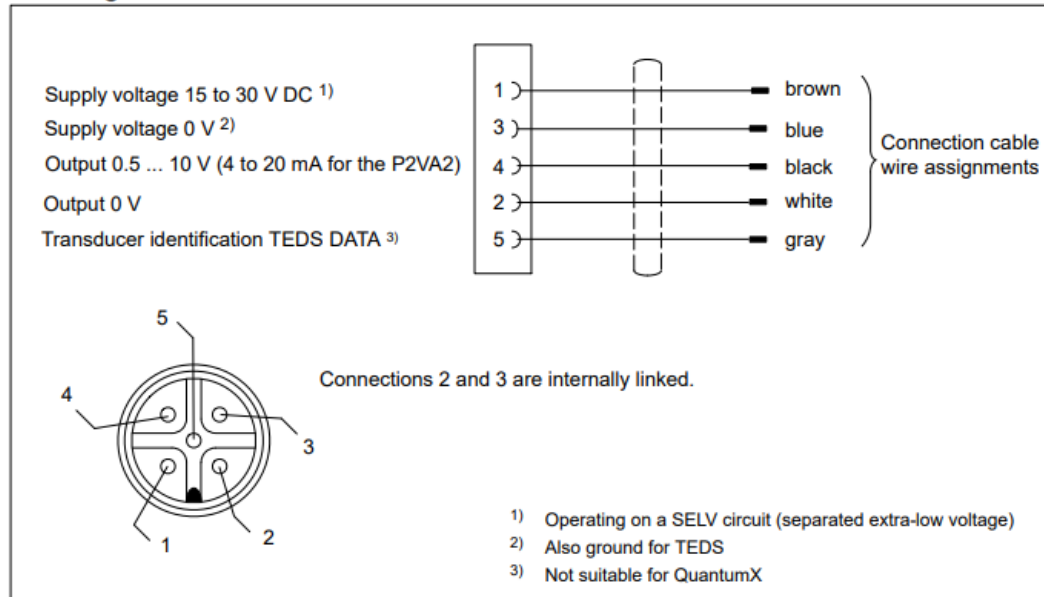 Supply voltage 15 to 30 V DC 1)
Supply voltage 0 V 2)
Output 0.5 ... 10 V (4 to 20 mA for the P2VA2)
Output 0 V
Transducer identification TEDS DATA 3)
1
3
4
2
5
brown
blue
black
white
gray
Connection cable
wire assignments
5
4
3
1
2
Connections 2 and 3 are internally linked.
1) Operating on a SELV circuit (separated extra-low voltage)
2) Also ground for TEDS
3) Not suitable for QuantumX